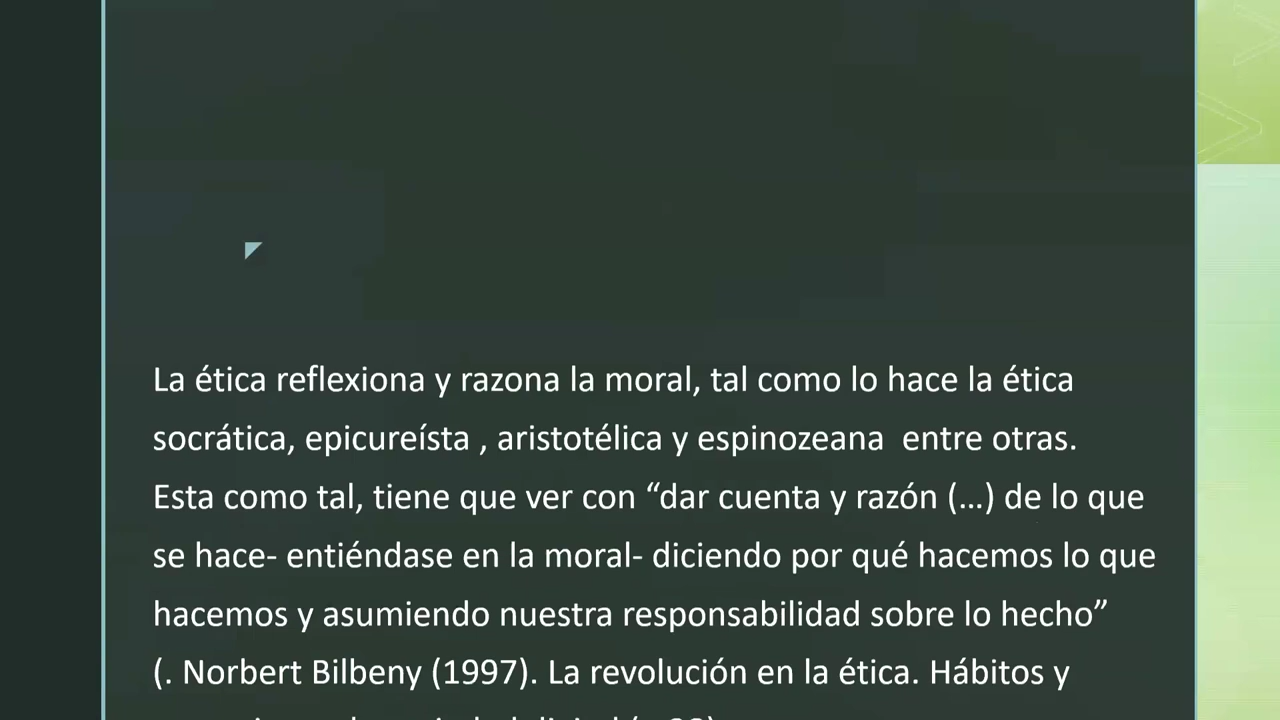 La ética reflexiona y razona la moral, tal como lo hace la ética
socrática, epicureísta , aristotélica y espinozeana  entre otras.
Esta como tal, tiene que ver con “dar cuenta y razón (…) de lo que
se hace- entiéndase en la moral- diciendo por qué hacemos lo que
hacemos y asumiendo nuestra responsabilidad sobre lo hecho”
(. Norbert Bilbeny (1997). La revolución en la ética. Hábitos y